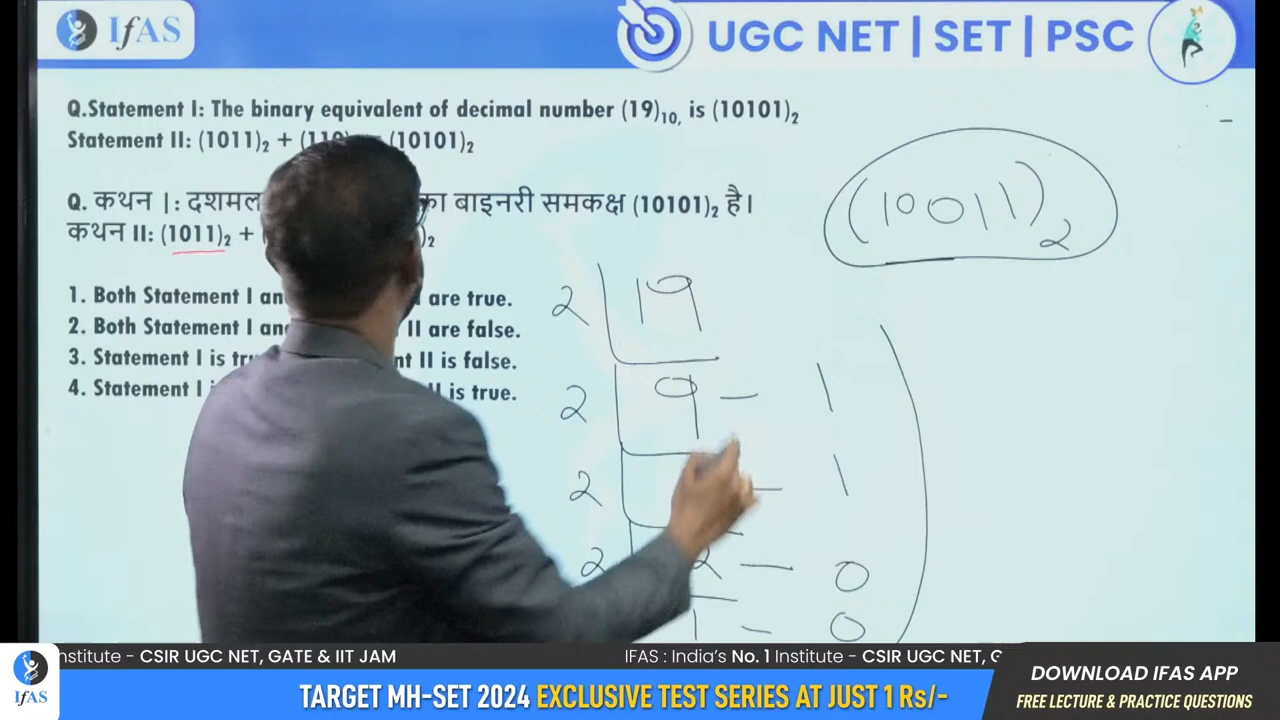 IfAS
UGC NET | SET | PSC
Q.Statement I: The binary equivalent of decimal number (19)₁₀, is (10101)₂
Statement II: (1011)₂ + (110) (10101)₂
Q. कथन I: दशमल का बाइनरी समकक्ष (10101)₂ है।
कथन II: (1011)₂ + )₂
(10011)₂
1. Both Statement I an are true.
2. Both Statement I an II are false.
3. Statement I is tr nt II is false.
4. Statement I II is true.
2 19
2 9 – 1
2 – 1
2 2 – 0
1 – 0
nstitute - CSIR UGC NET, GATE & IIT JAM IFAS : India's No. 1 Institute - CSIR UGC NET, G
IfAS
TARGET MH-SET 2024 EXCLUSIVE TEST SERIES AT JUST 1 Rs/-
DOWNLOAD IFAS APP
FREE LECTURE & PRACTICE QUESTIONS